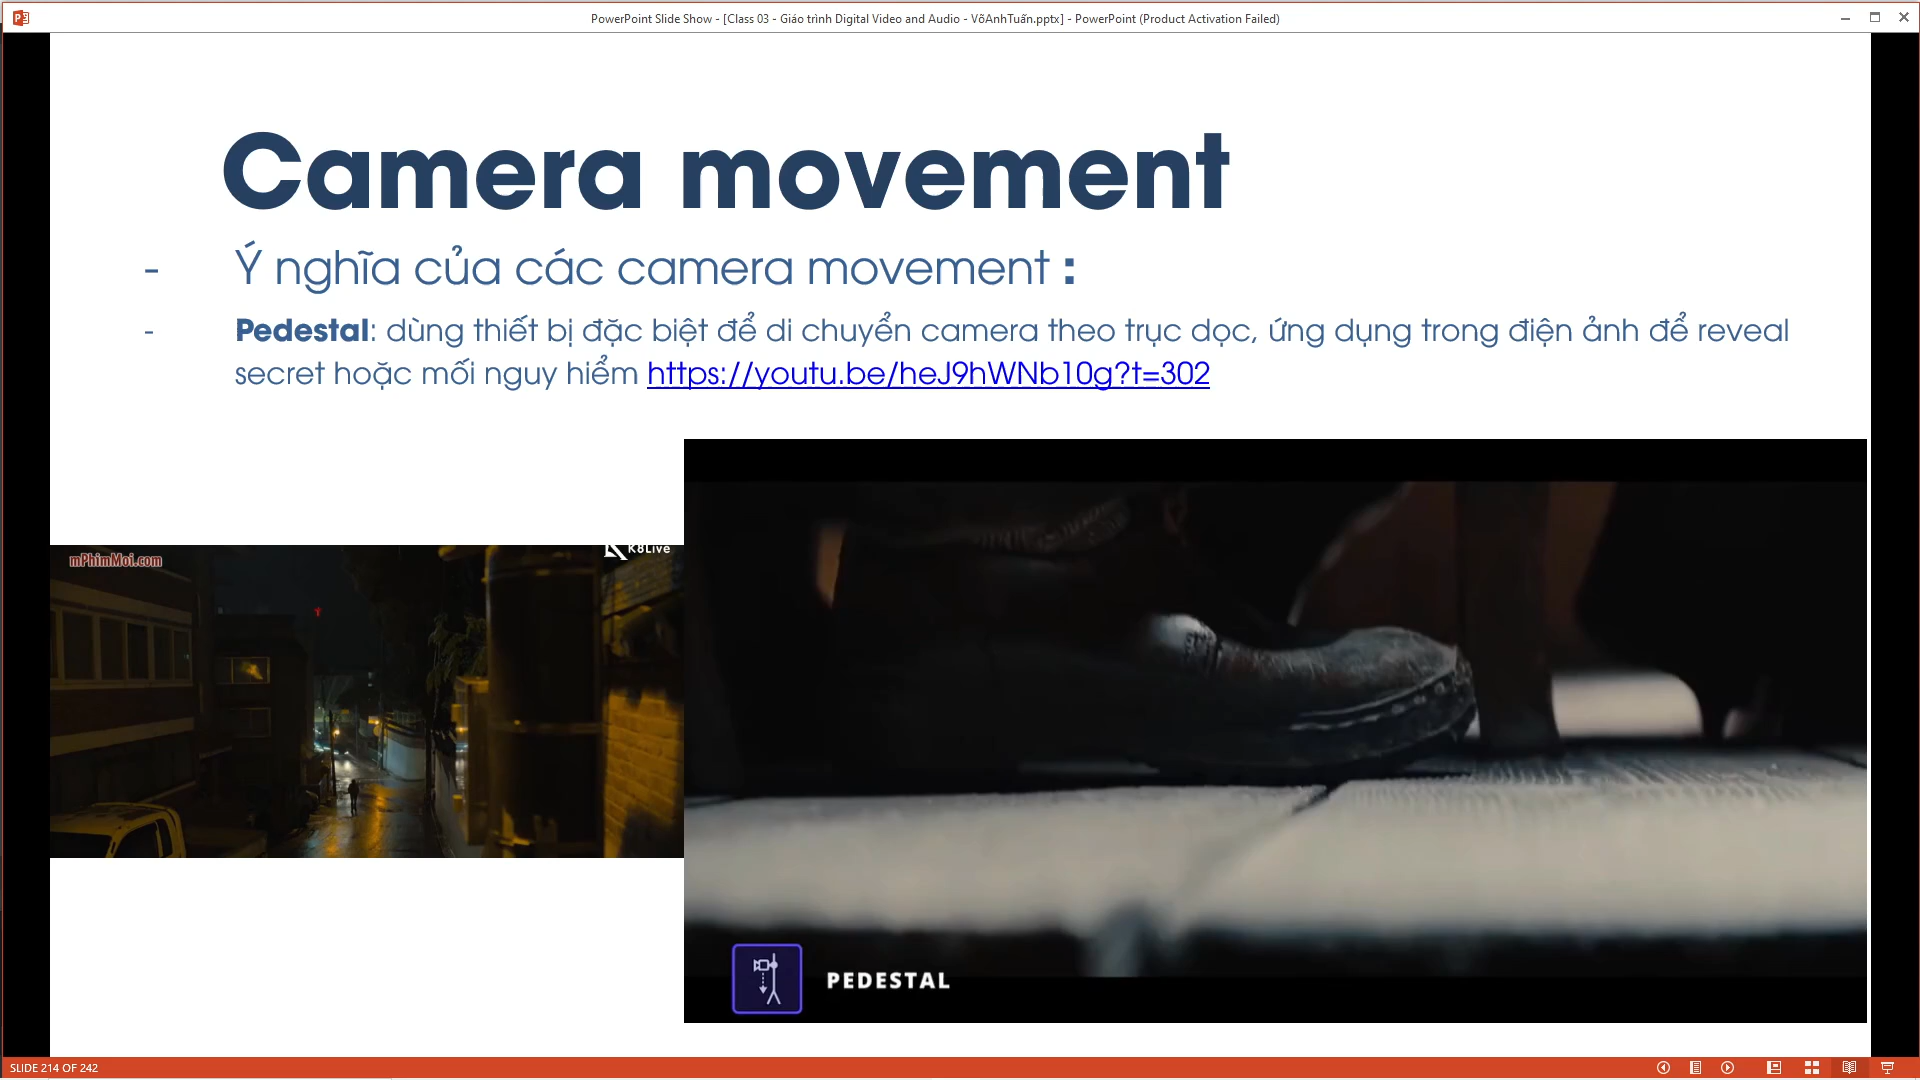 PowerPoint Slide Show - [Class 03 - Giáo trình Digital Video and Audio - VõAnhTuấn.pptx] - PowerPoint (Product Activation Failed)
Camera movement
- Ý nghĩa của các camera movement :
- Pedestal: dùng thiết bị đặc biệt để di chuyển camera theo trục dọc, ứng dụng trong điện ảnh để reveal
secret hoặc mối nguy hiểm https://youtu.be/heJ9hWNb10g?t=302
mPhimMoi.com
K8Live
PEDESTAL
SLIDE 214 OF 242